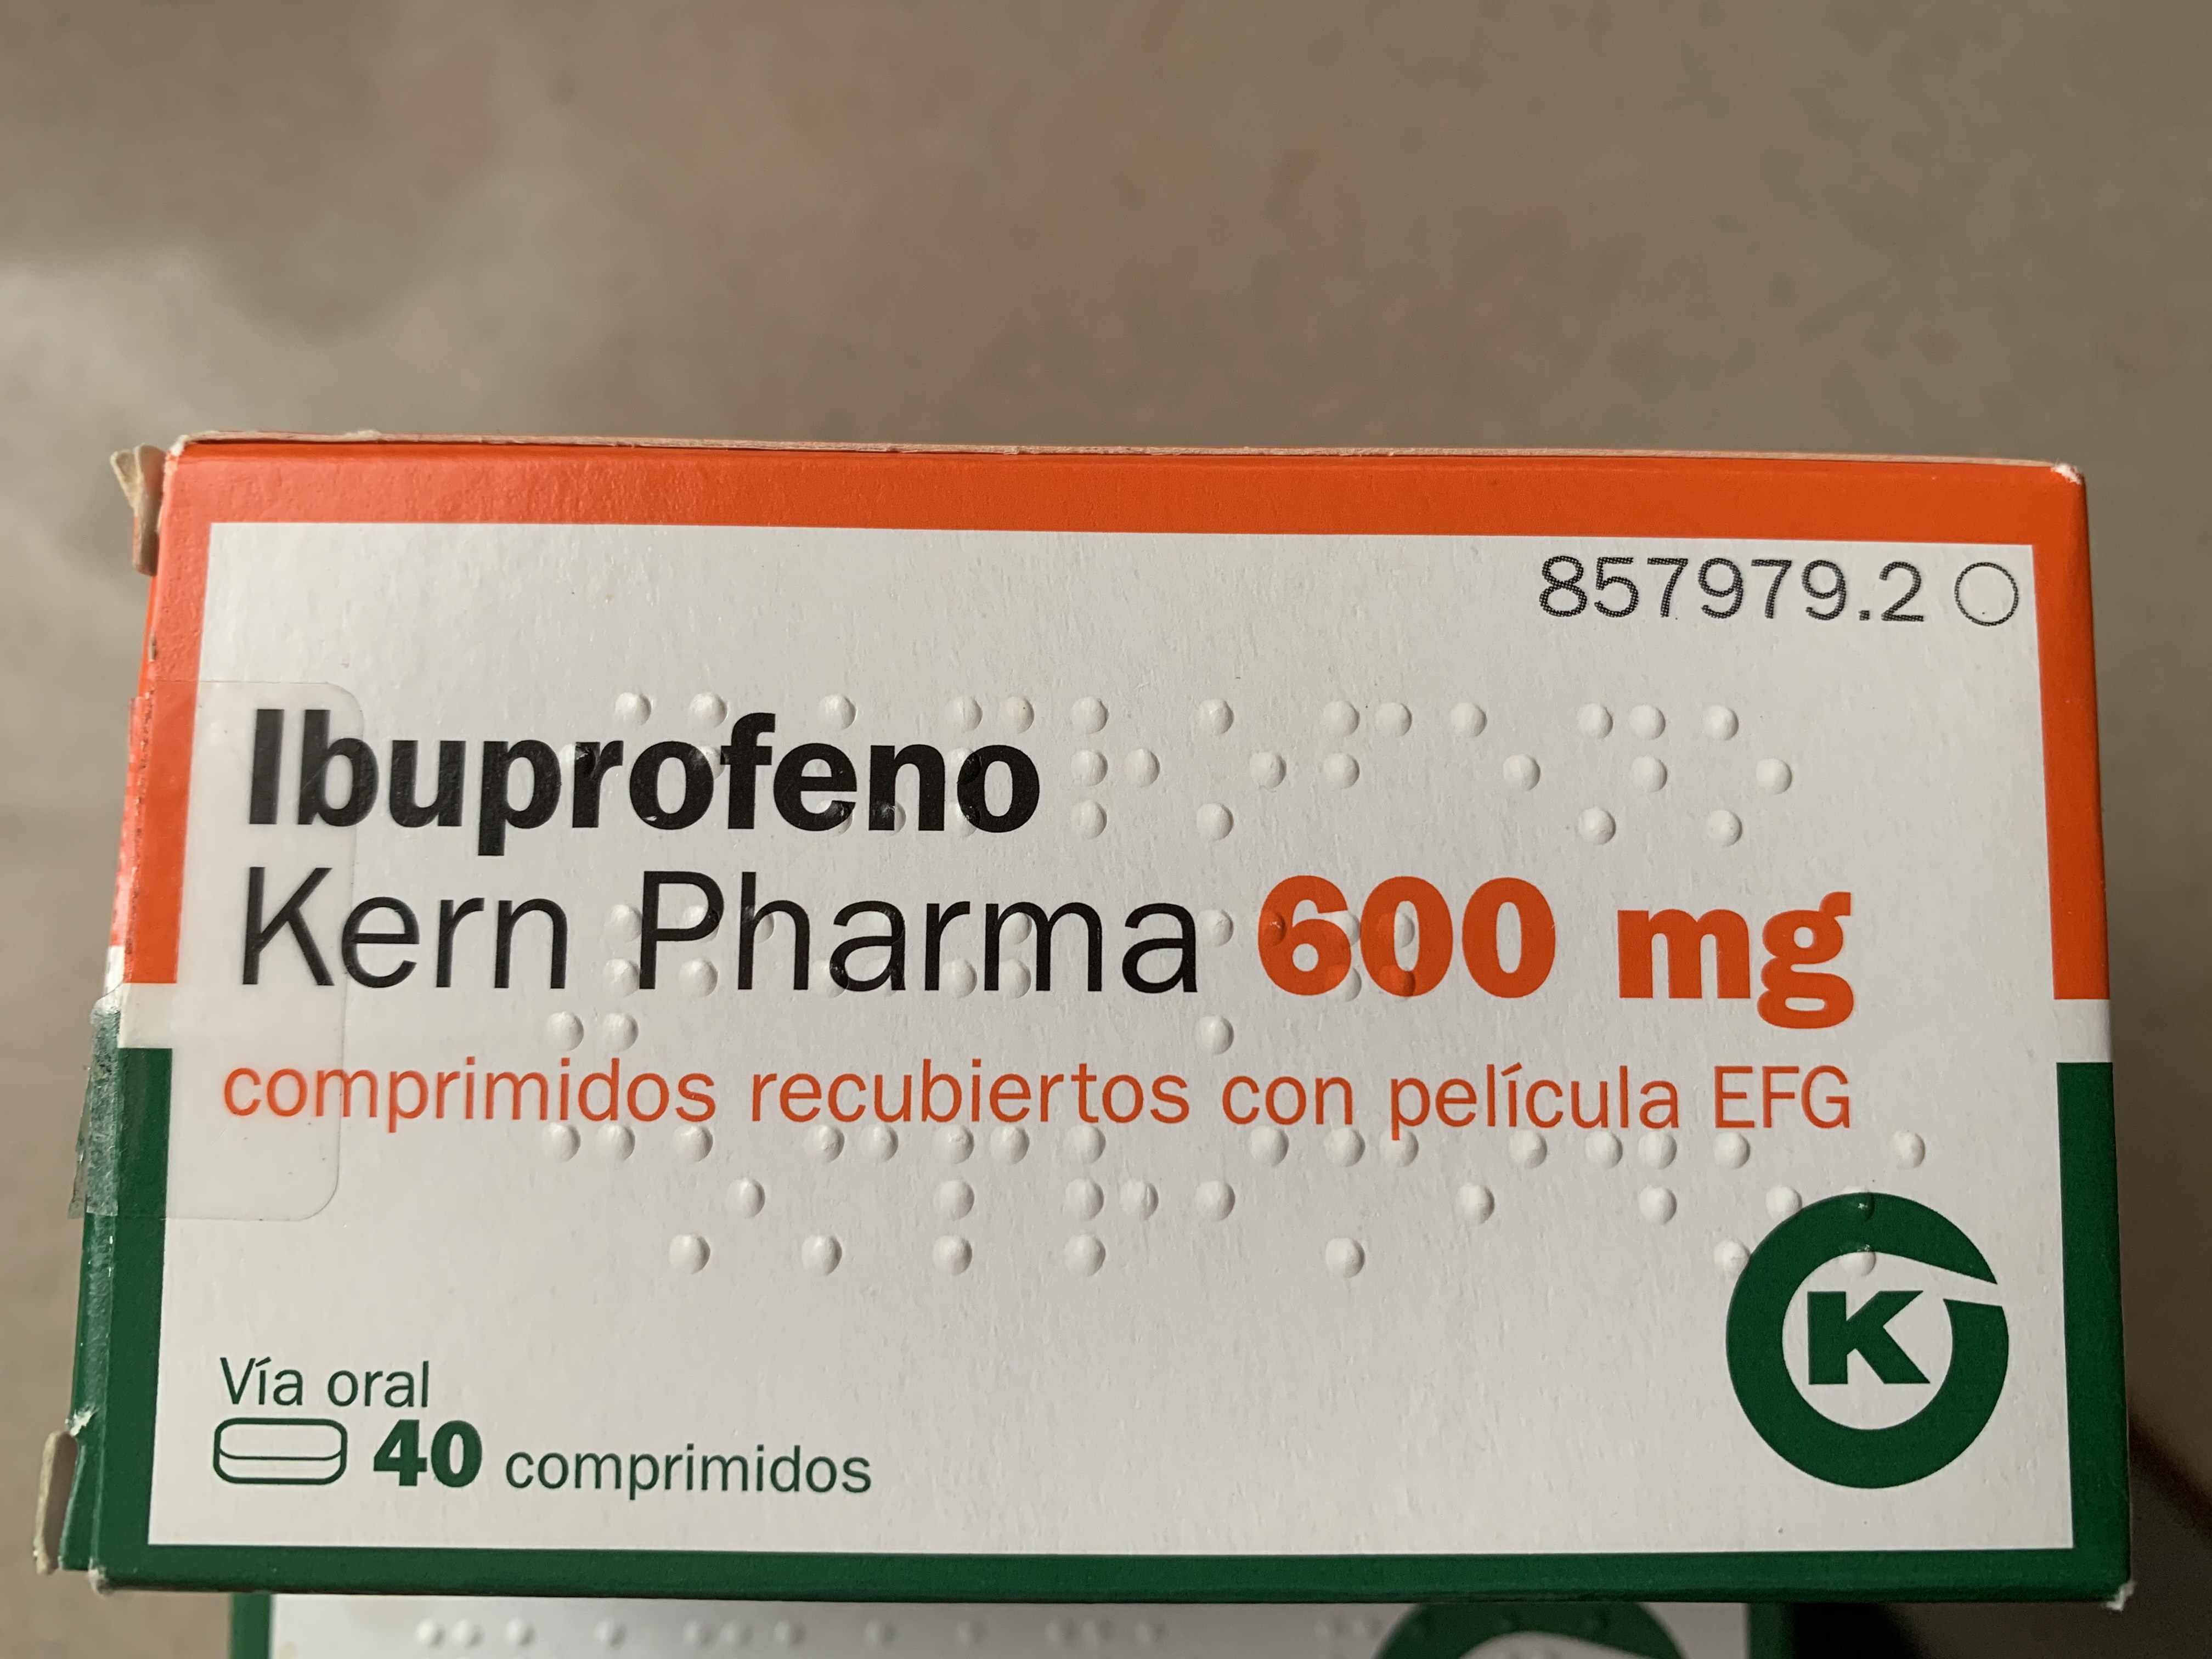 857979.2
Ibuprofeno
Kern Pharma 600 mg
comprimidos recubiertos con película EFG
Vía oral
40 comprimidos
K